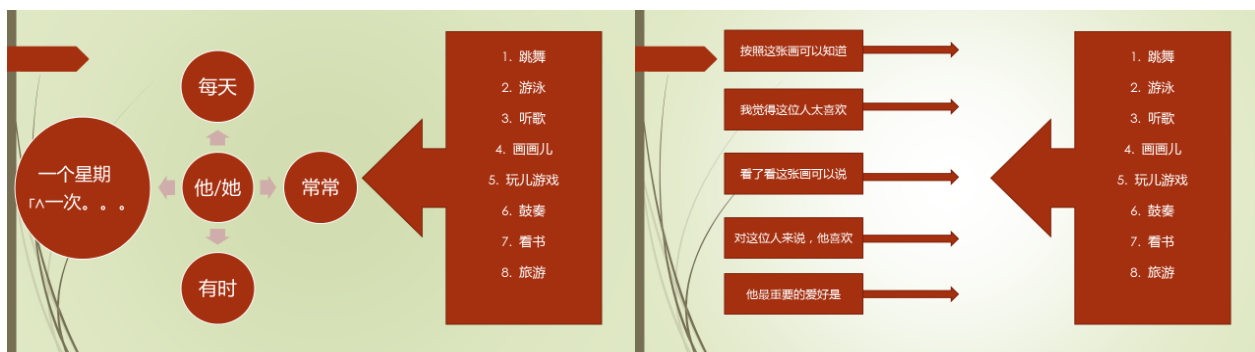 每天
一个星期
「^一次。。。
他/她
常常
有时
1. 跳舞
2. 游泳
3. 听歌
4. 画画儿
5. 玩儿游戏
6. 鼓奏
7. 看书
8. 旅游
按照这张画可以知道
我觉得这位人太喜欢
看了看这张画可以说
对这位人来说，他喜欢
他最重要的爱好是
1. 跳舞
2. 游泳
3. 听歌
4. 画画儿
5. 玩儿游戏
6. 鼓奏
7. 看书
8. 旅游